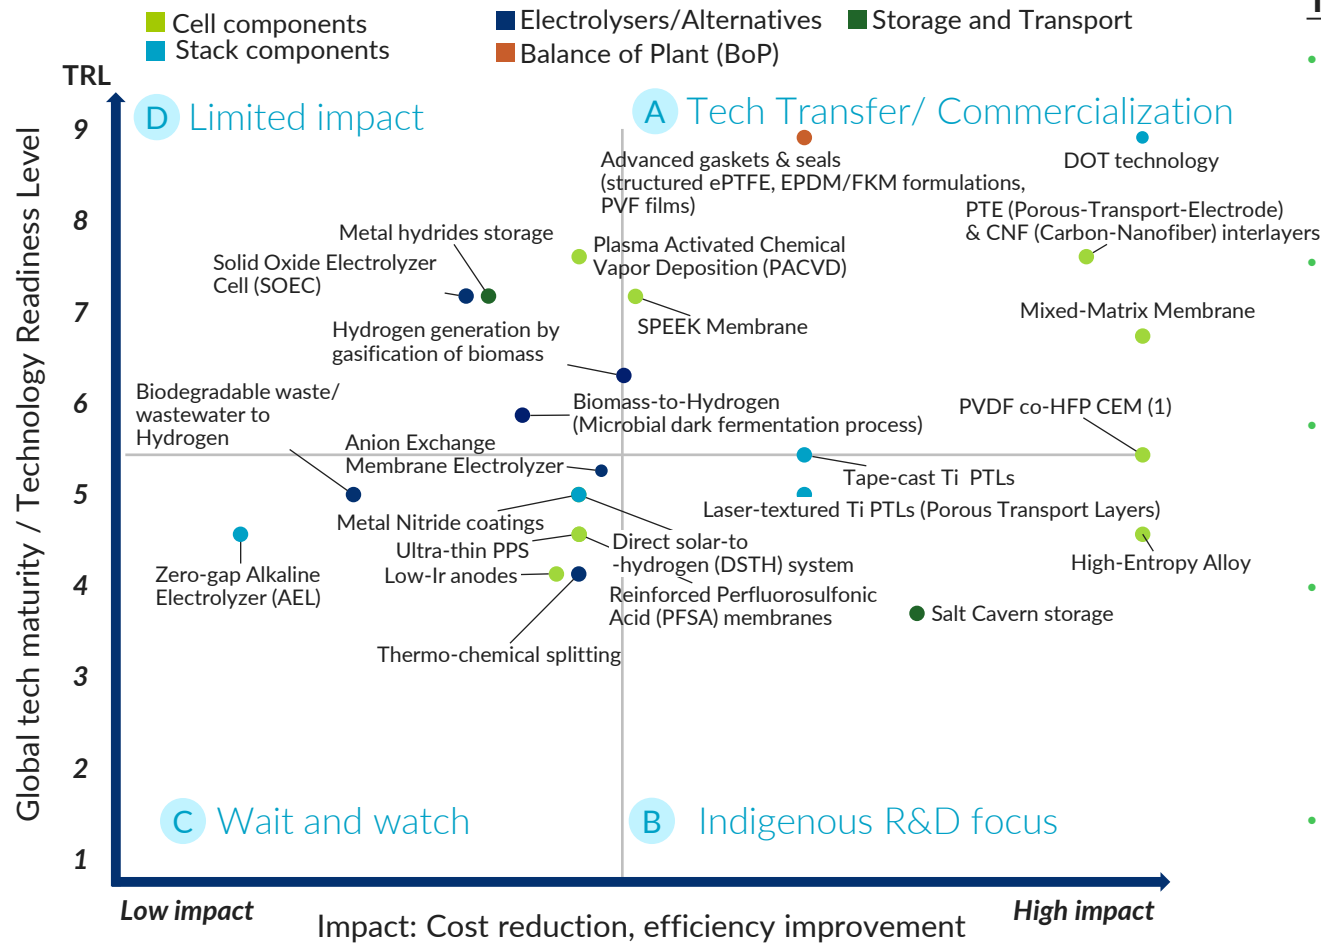 Cell components
Electrolysers/Alternatives
Storage and Transport
Stack components
Balance of Plant (BoP)
TRL
Global tech maturity / Technology Readiness Level
9
8
7
6
5
4
3
2
1
D Limited impact
A Tech Transfer/ Commercialization
Advanced gaskets & seals
(structured ePTFE, EPDM/FKM formulations,
PVF films)
DOT technology
PTE (Porous-Transport-Electrode)
& CNF (Carbon-Nanofiber) interlayers
Metal hydrides storage
Plasma Activated Chemical
Vapor Deposition (PACVD)
Solid Oxide Electrolyzer
Cell (SOEC)
SPEEK Membrane
Mixed-Matrix Membrane
Hydrogen generation by
gasification of biomass
Biodegradable waste/
wastewater to
Hydrogen
Biomass-to-Hydrogen
(Microbial dark fermentation process)
PVDF co-HFP CEM (1)
Anion Exchange
Membrane Electrolyzer
Tape-cast Ti PTLs
Laser-textured Ti PTLs (Porous Transport Layers)
Metal Nitride coatings
Ultra-thin PPS
Low-Ir anodes
Direct solar-to
-hydrogen (DSTH) system
High-Entropy Alloy
Zero-gap Alkaline
Electrolyzer (AEL)
Reinforced Perfluorosulfonic
Acid (PFSA) membranes
Salt Cavern storage
Thermo-chemical splitting
C Wait and watch
B Indigenous R&D focus
Low impact
High impact
Impact: Cost reduction, efficiency improvement